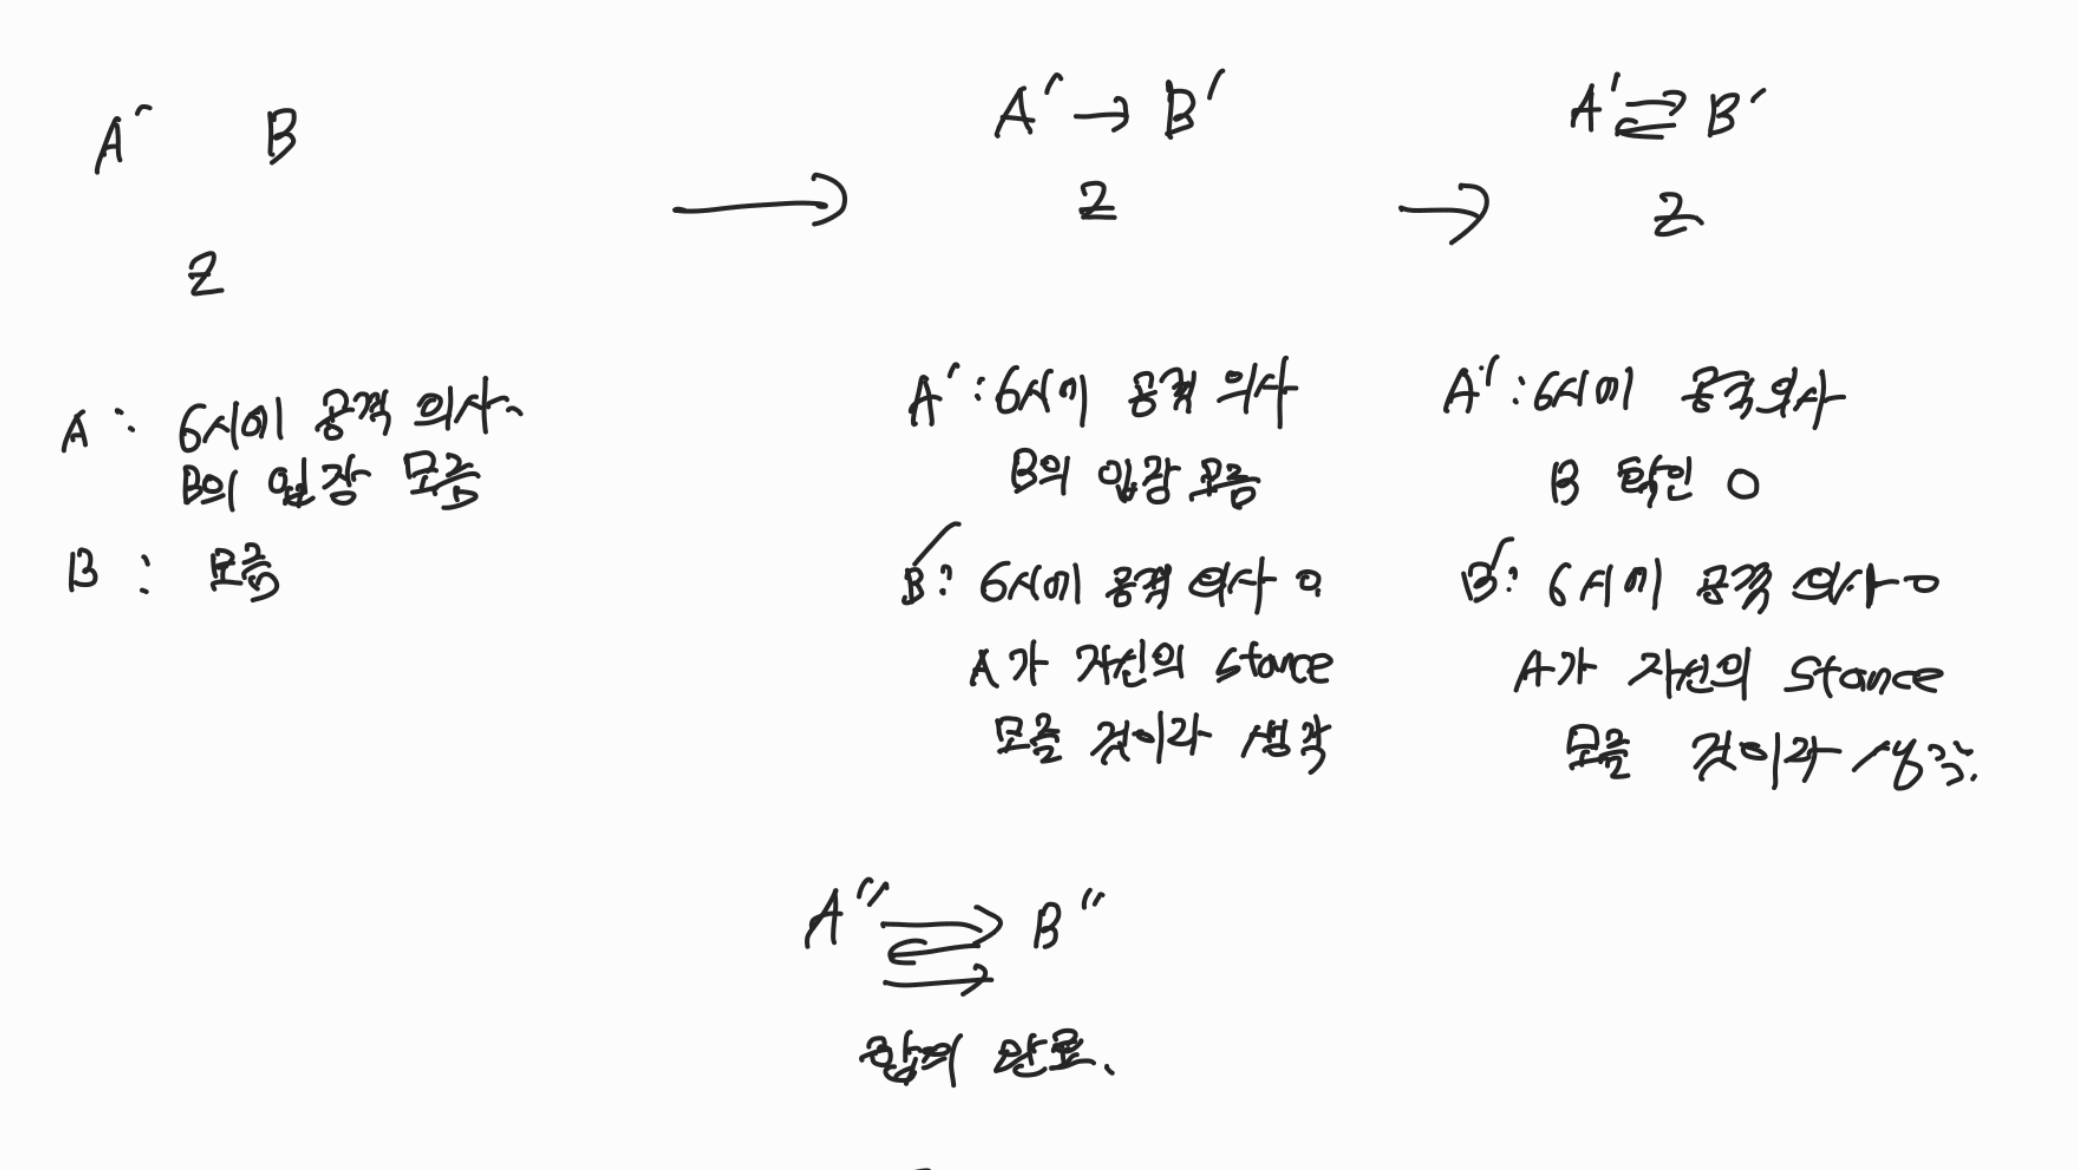 A' B
Z
A : 6시에 공격 의사
B의 입장 모름
B : 모름
A' → B'
Z
A' : 6시에 공격 의사
B의 입장 모름
B' : 6시에 공격 의사 O.
A가 자신의 stance
모를 것이라 생각
A' ⇄ B'
Z
A' : 6시에 공격의사
B 확인 O
B' : 6시에 공격 의사 O
A가 자신의 stance
모를 것이라 생각.
A'' B''
합의 완료.